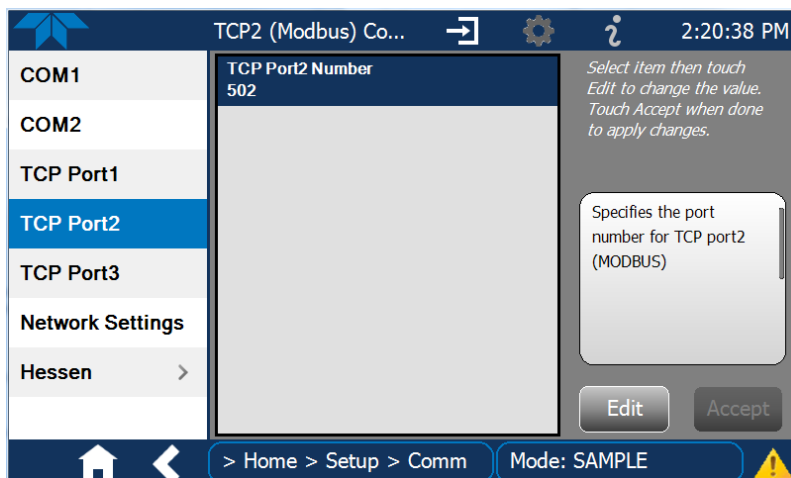 TCP2 (Modbus) Co...
2:20:38 PM
COM1
COM2
TCP Port1
TCP Port2
TCP Port3
Network Settings
Hessen
TCP Port2 Number
502
Select item then touch
Edit to change the value.
Touch Accept when done
to apply changes.
Specifies the port
number for TCP port2
(MODBUS)
Edit
Accept
> Home > Setup > Comm
Mode: SAMPLE